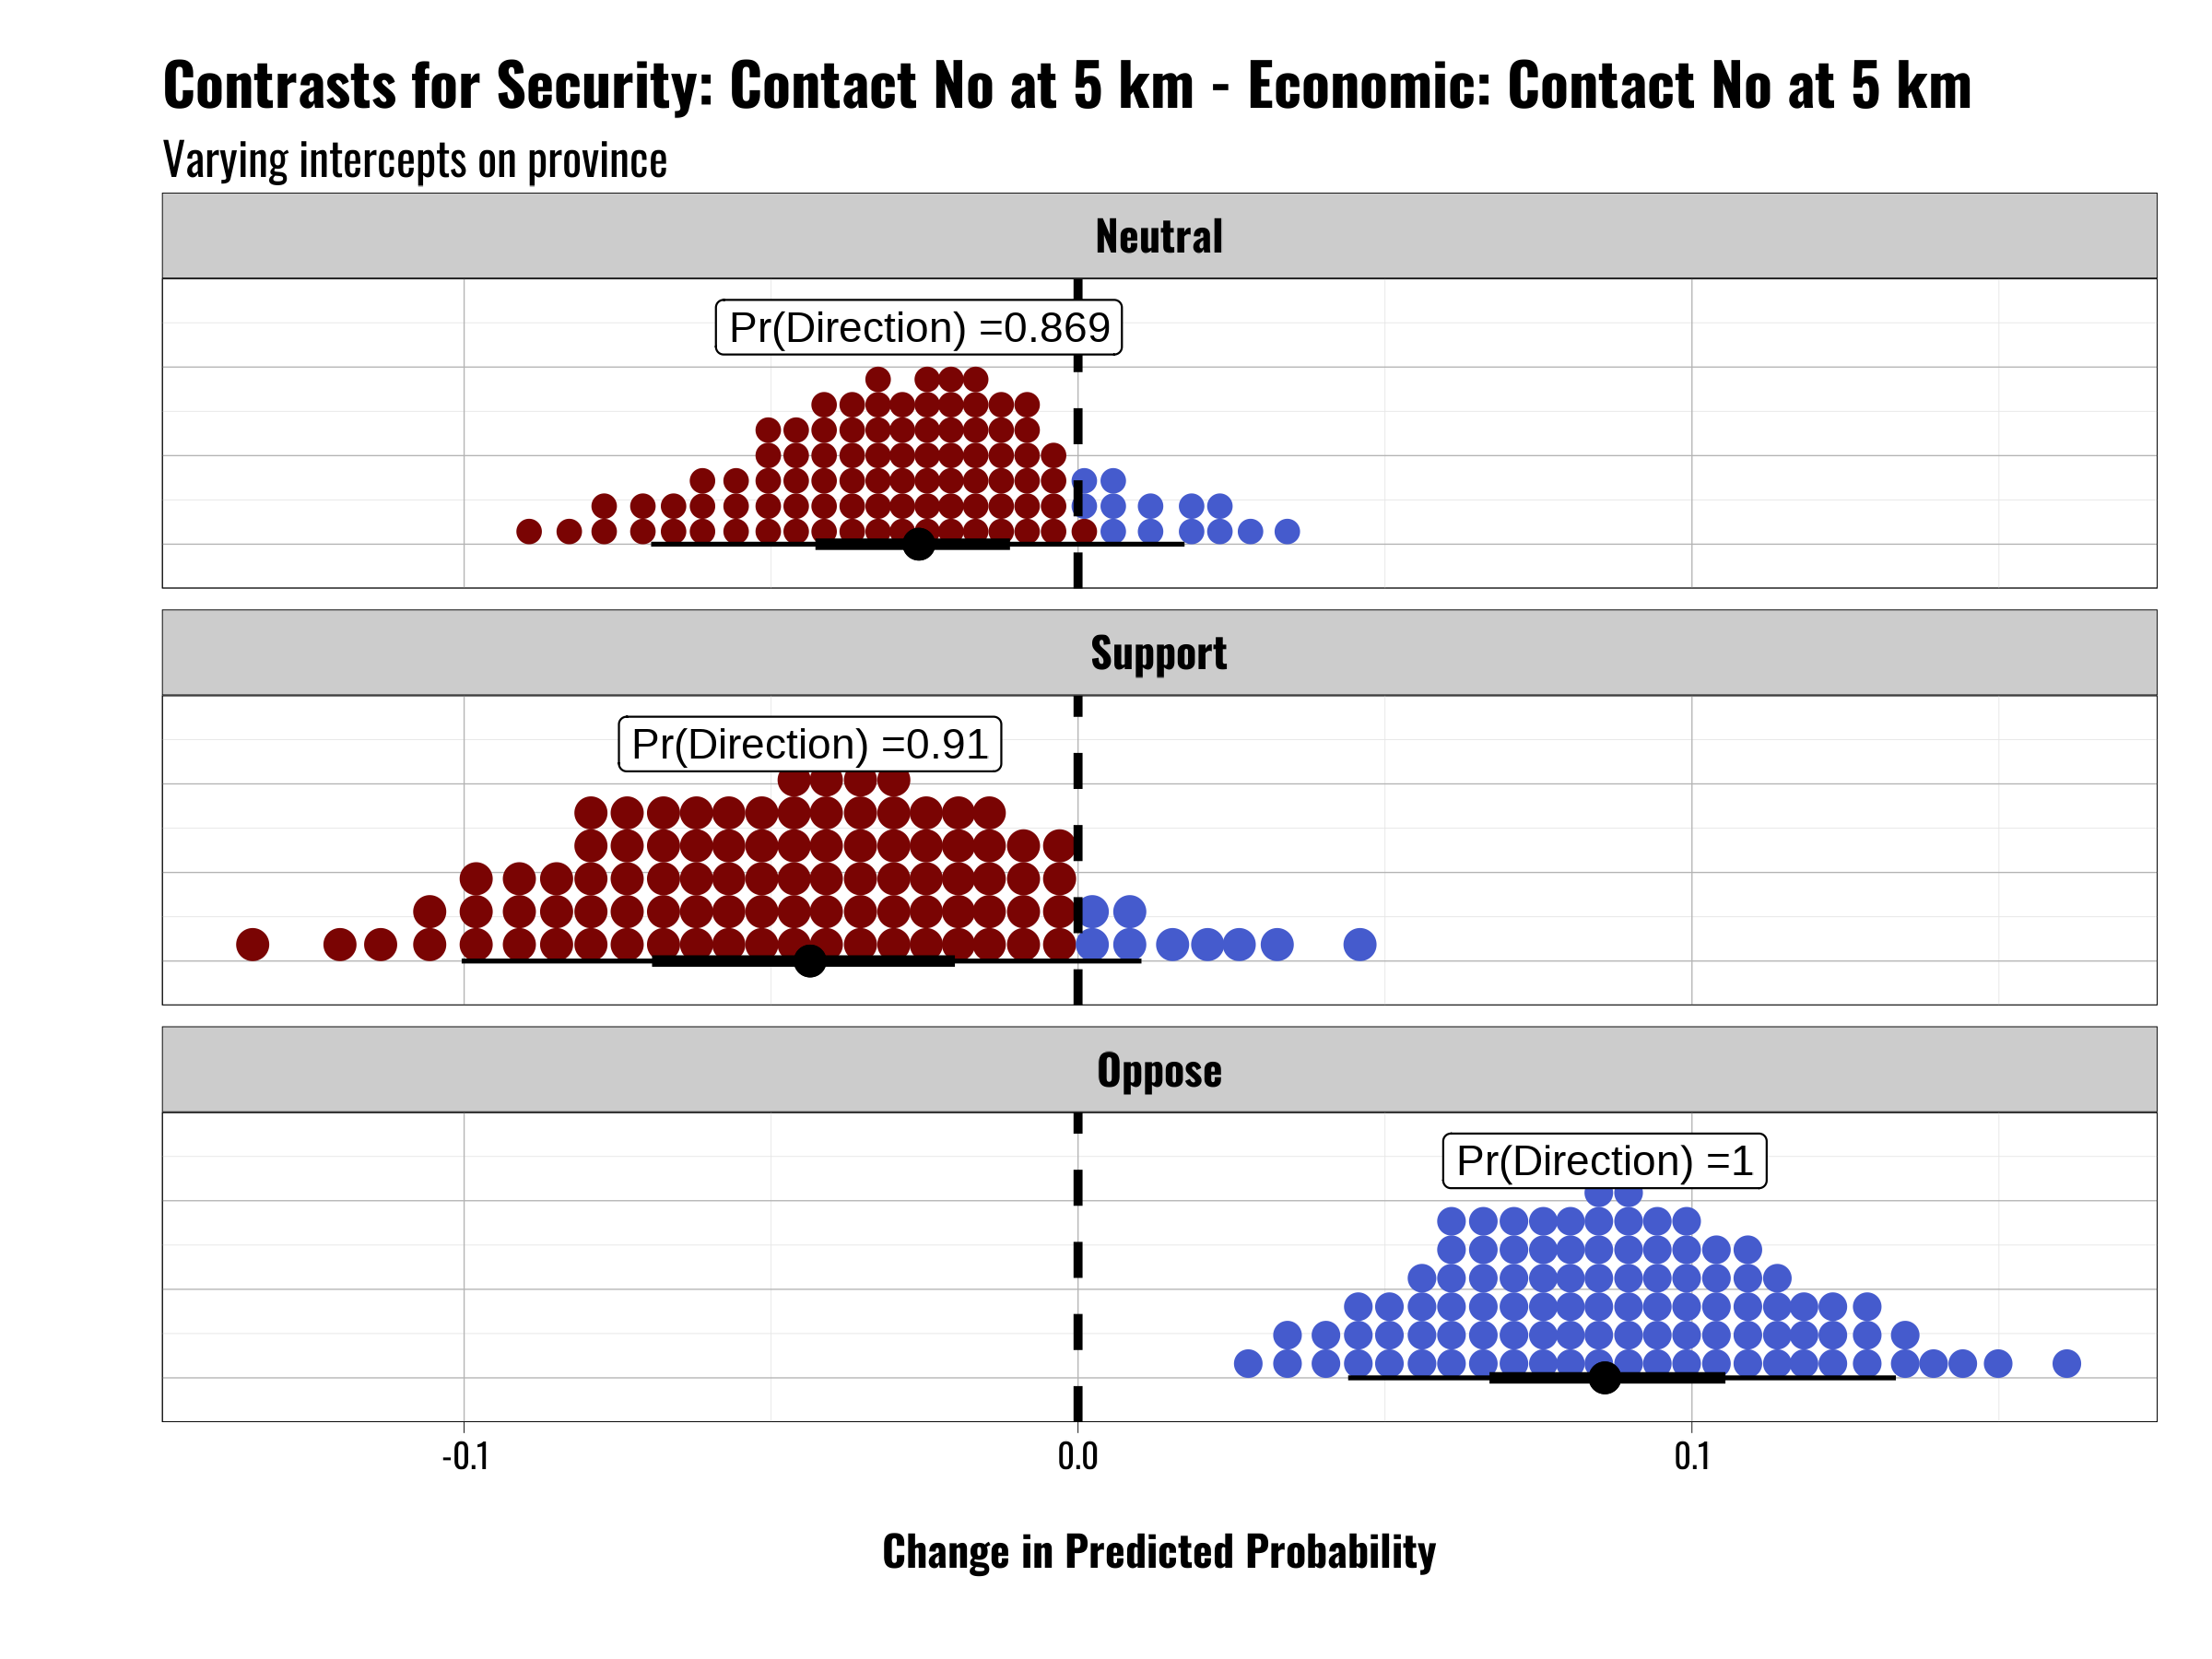 Contrasts for Security: Contact No at 5 km - Economic: Contact No at 5 km
Varying intercepts on province
Neutral
Pr(Direction) =0.869
Support
Pr(Direction) =0.91
Oppose
Pr(Direction) =1
-0.1 0.0 0.1
Change in Predicted Probability